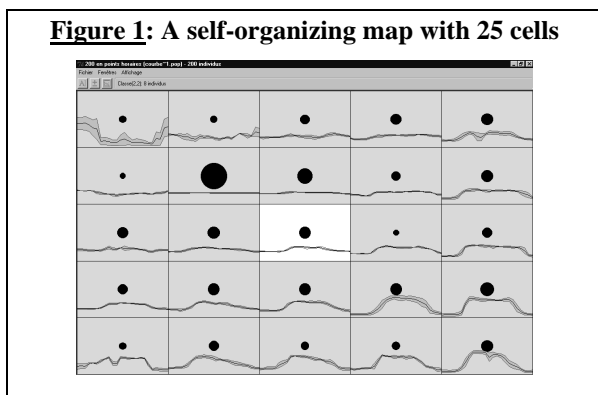 Figure 1: A self-organizing map with 25 cells
200 en points horaires (courbe~1.pop) - 200 individus
Fichier Fenêtres Affichage
Classe(2,2): 8 individus